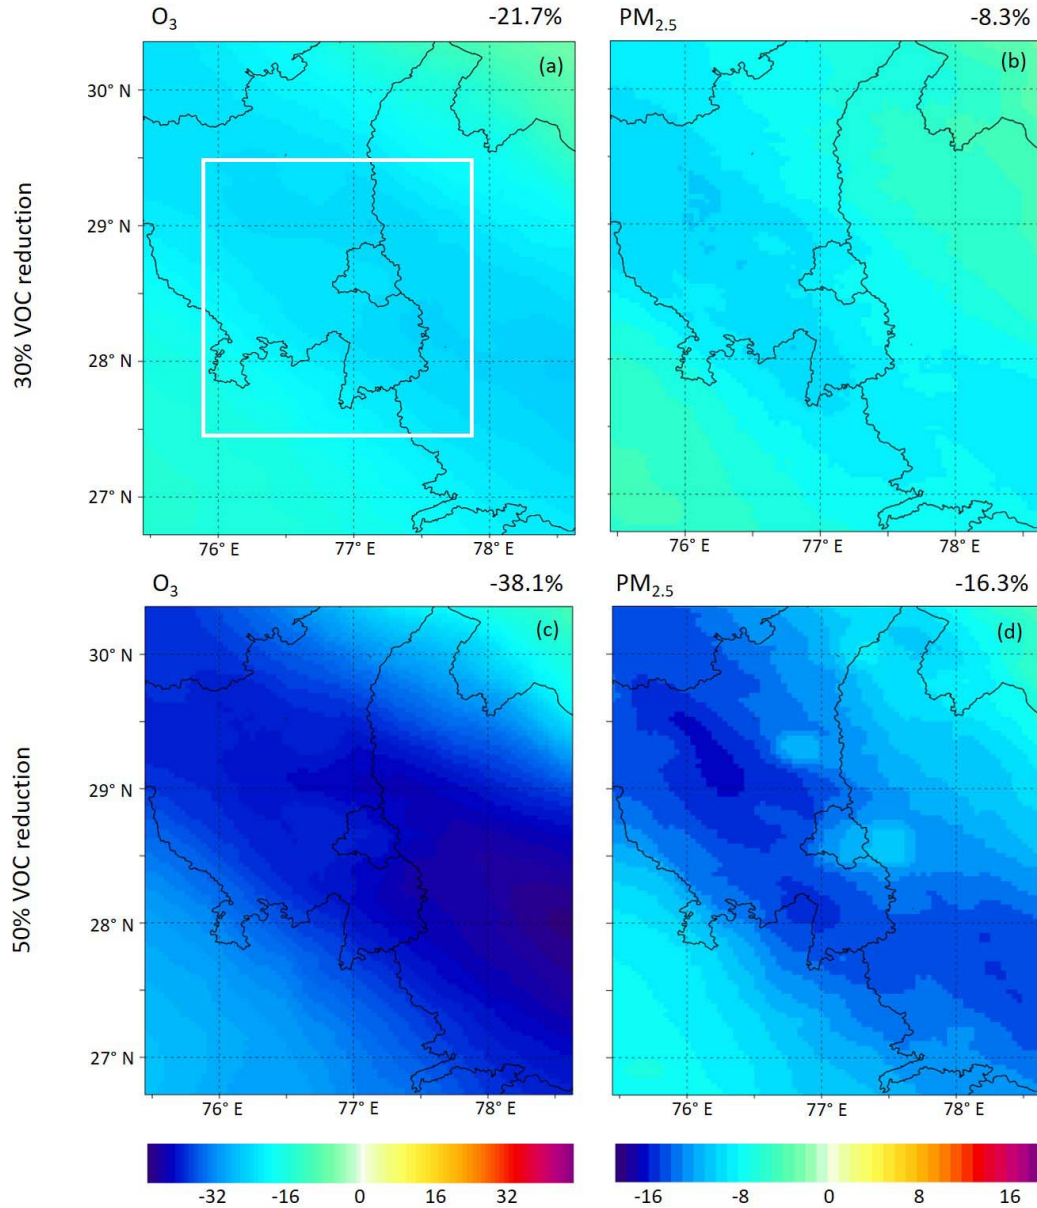 O₃ -21.7% PM₂.₅ -8.3%
(a) (b)
30° N
29° N
28° N
27° N
30% VOC reduction
76° E 77° E 78° E 76° E 77° E 78° E
O₃ -38.1% PM₂.₅ -16.3%
(c) (d)
30° N
29° N
28° N
27° N
50% VOC reduction
76° E 77° E 78° E 76° E 77° E 78° E
-32 -16 0 16 32 -16 -8 0 8 16